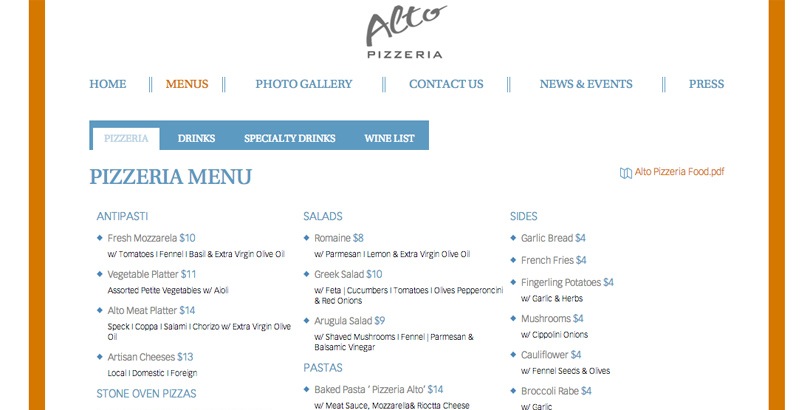 Alto
PIZZERIA
HOME
MENUS
PHOTO GALLERY
CONTACT US
NEWS & EVENTS
PRESS
PIZZERIA
DRINKS
SPECIALTY DRINKS
WINE LIST
PIZZERIA MENU
Alto Pizzeria Food.pdf
ANTIPASTI
Fresh Mozzarela $10
w/ Tomatoes I Fennel I Basil & Extra Virgin Olive Oil
Vegetable Platter $11
Assorted Petite Vegetables w/ Aioli
Alto Meat Platter $14
Speck I Coppa I Salami I Chorizo w/ Extra Virgin Olive
Oil
Artisan Cheeses $13
Local I Domestic I Foreign
STONE OVEN PIZZAS
SALADS
Romaine $8
w/ Parmesan I Lemon & Extra Virgin Olive Oil
Greek Salad $10
w/ Feta | Cucumbers I Tomatoes I Olives Pepperoncini
& Red Onions
Arugula Salad $9
w/ Shaved Mushrooms I Fennel | Parmesan &
Balsamic Vinegar
PASTAS
Baked Pasta ‘ Pizzeria Alto’ $14
w/ Meat Sauce, Mozzarella& Rioctta Cheese
SIDES
Garlic Bread $4
French Fries $4
Fingerling Potatoes $4
w/ Garlic & Herbs
Mushrooms $4
w/ Cippolini Onions
Cauliflower $4
w/ Fennel Seeds & Olives
Broccoli Rabe $4
w/ Garlic